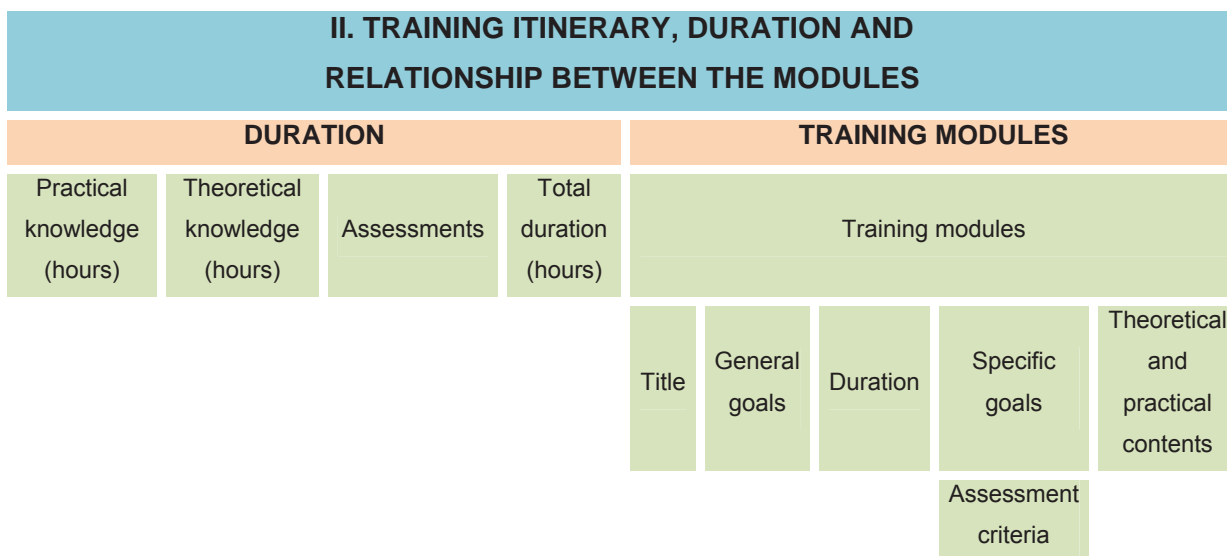 II. TRAINING ITINERARY, DURATION AND
RELATIONSHIP BETWEEN THE MODULES
DURATION
TRAINING MODULES
Practical
knowledge
(hours)
Theoretical
knowledge
(hours)
Assessments
Total
duration
(hours)
Training modules
Title
General
goals
Duration
Specific
goals
Theoretical
and
practical
contents
Assessment
criteria